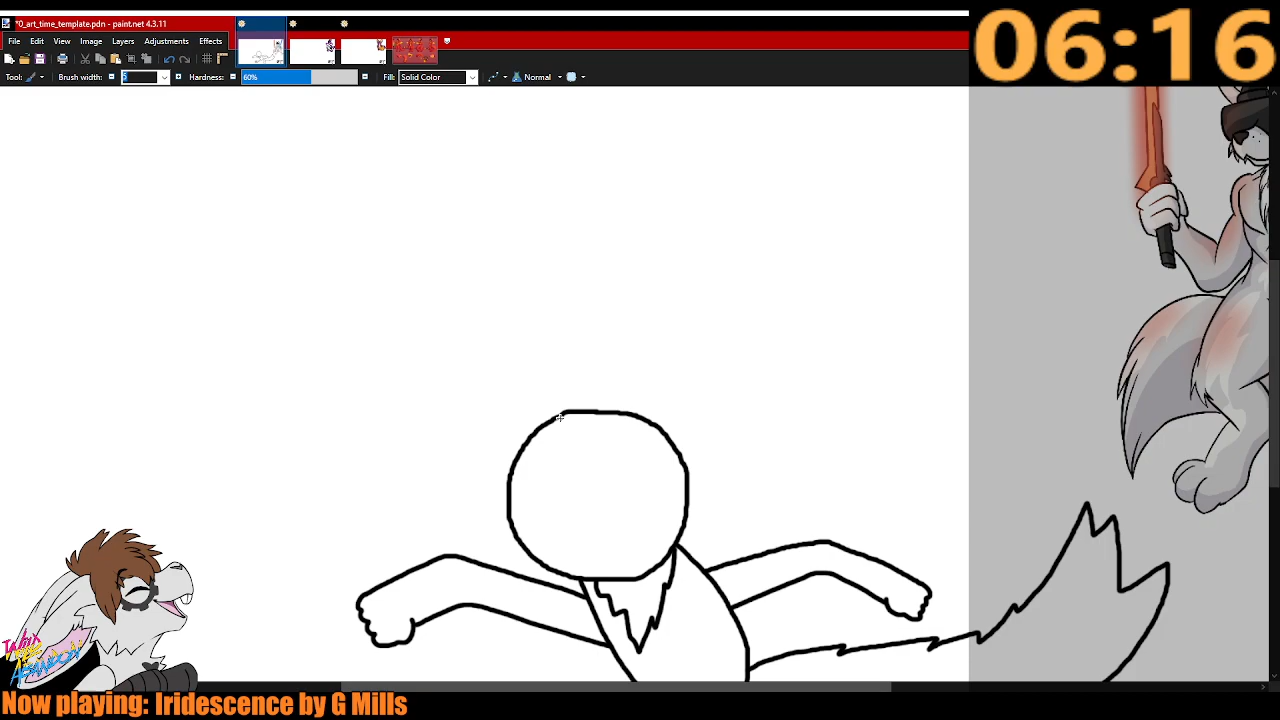 *0_art_time_template.pdn - paint.net 4.3.11
06:16
File Edit View Image Layers Adjustments Effects
Tool: Brush width: 5 Hardness: 60% Fill: Solid Color Normal
Now playing: Iridescence by G Mills